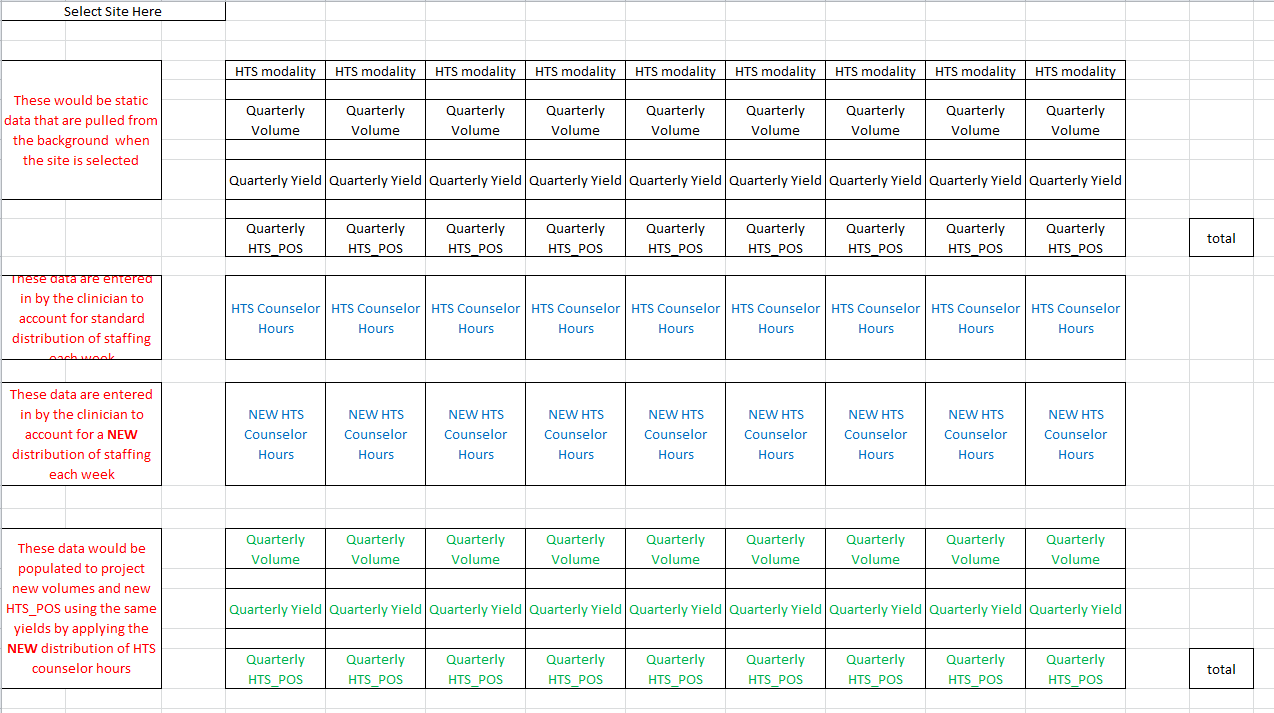 Select Site Here
These would be static
data that are pulled from
the background when
the site is selected
HTS modality HTS modality HTS modality HTS modality HTS modality HTS modality HTS modality HTS modality HTS modality
Quarterly Quarterly Quarterly Quarterly Quarterly Quarterly Quarterly Quarterly Quarterly
Volume Volume Volume Volume Volume Volume Volume Volume Volume
Quarterly Yield Quarterly Yield Quarterly Yield Quarterly Yield Quarterly Yield Quarterly Yield Quarterly Yield Quarterly Yield Quarterly Yield
Quarterly Quarterly Quarterly Quarterly Quarterly Quarterly Quarterly Quarterly Quarterly
HTS_POS HTS_POS HTS_POS HTS_POS HTS_POS HTS_POS HTS_POS HTS_POS HTS_POS
total
These data are entered
in by the clinician to
account for standard
distribution of staffing
each week
HTS Counselor HTS Counselor HTS Counselor HTS Counselor HTS Counselor HTS Counselor HTS Counselor HTS Counselor HTS Counselor
Hours Hours Hours Hours Hours Hours Hours Hours Hours
These data are entered
in by the clinician to
account for a NEW
distribution of staffing
each week
NEW HTS NEW HTS NEW HTS NEW HTS NEW HTS NEW HTS NEW HTS NEW HTS NEW HTS
Counselor Counselor Counselor Counselor Counselor Counselor Counselor Counselor Counselor
Hours Hours Hours Hours Hours Hours Hours Hours Hours
These data would be
populated to project
new volumes and new
HTS_POS using the same
yields by applying the
NEW distribution of HTS
counselor hours
Quarterly Quarterly Quarterly Quarterly Quarterly Quarterly Quarterly Quarterly Quarterly
Volume Volume Volume Volume Volume Volume Volume Volume Volume
Quarterly Yield Quarterly Yield Quarterly Yield Quarterly Yield Quarterly Yield Quarterly Yield Quarterly Yield Quarterly Yield Quarterly Yield
Quarterly Quarterly Quarterly Quarterly Quarterly Quarterly Quarterly Quarterly Quarterly
HTS_POS HTS_POS HTS_POS HTS_POS HTS_POS HTS_POS HTS_POS HTS_POS HTS_POS
total